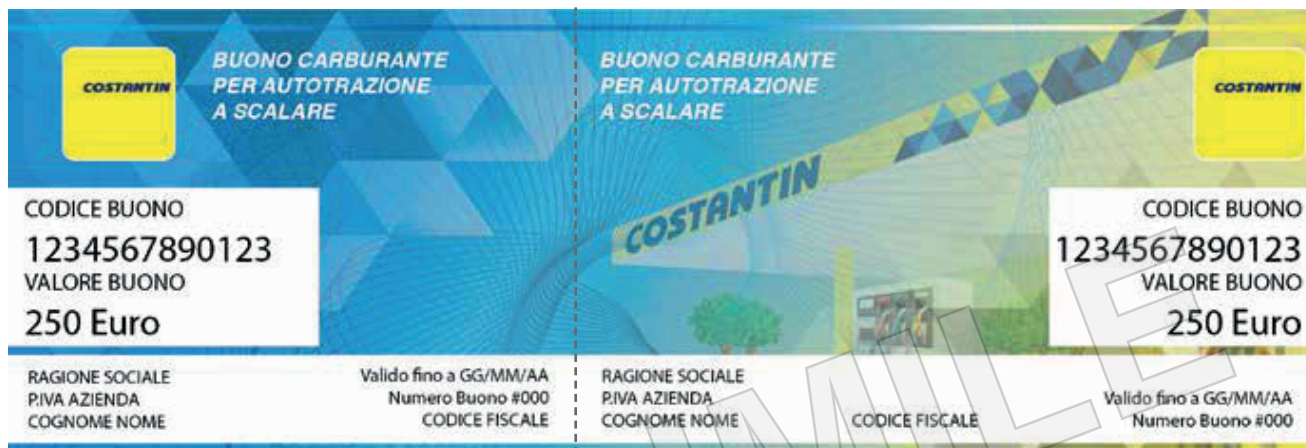 COSTANTIN
BUONO CARBURANTE
PER AUTOTRAZIONE
A SCALARE
CODICE BUONO
1234567890123
VALORE BUONO
250 Euro
RAGIONE SOCIALE
P.IVA AZIENDA
COGNOME NOME
Valido fino a GG/MM/AA
Numero Buono #000
CODICE FISCALE
BUONO CARBURANTE
PER AUTOTRAZIONE
A SCALARE
COSTANTIN
COSTANTIN
CODICE BUONO
1234567890123
VALORE BUONO
250 Euro
RAGIONE SOCIALE
P.IVA AZIENDA
COGNOME NOME
CODICE FISCALE
Valido fino a GG/MM/AA
Numero Buono #000
MILE